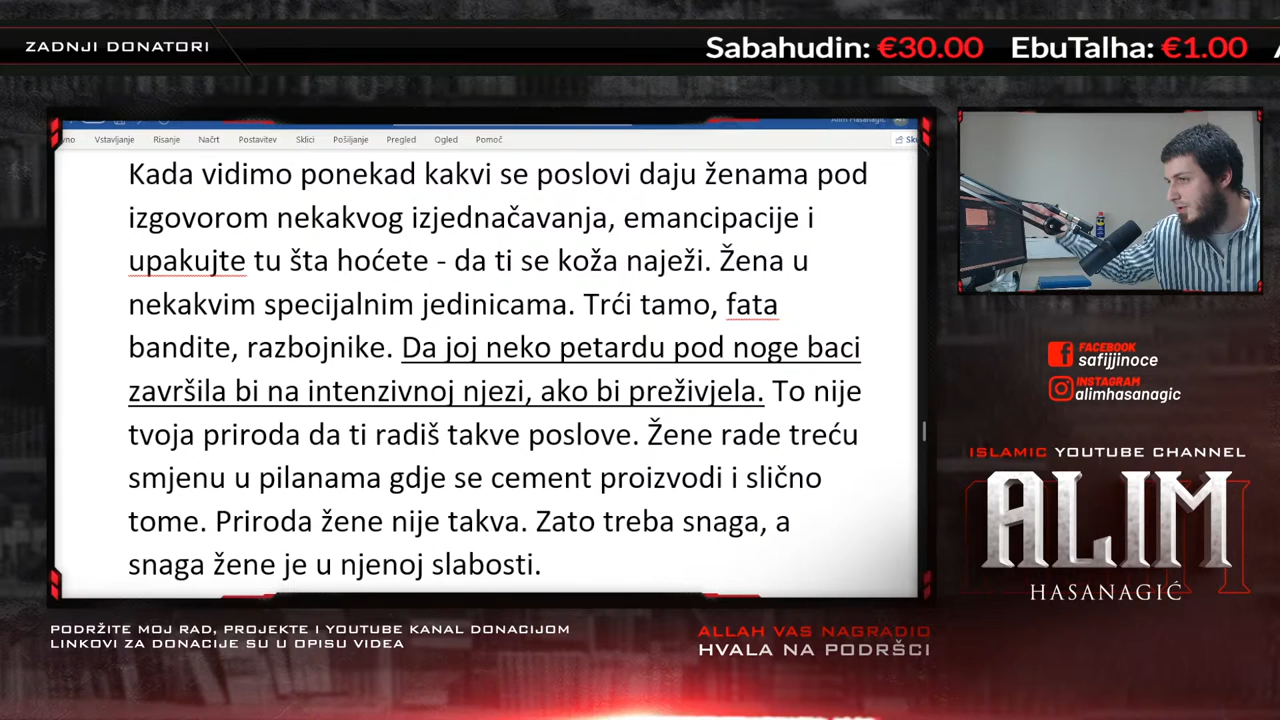 ZADNJI DONATORI
Sabahudin: €30.00 EbuTalha: €1.00
Vstavljanje Risanje Načrt Postavitev Sklici Pošiljanje Pregled Ogled Pomoč
Kada vidimo ponekad kakvi se poslovi daju ženama pod
izgovorom nekakvog izjednačavanja, emancipacije i
upakujte tu šta hoćete - da ti se koža naježi. Žena u
nekakvim specijalnim jedinicama. Trći tamo, fata
bandite, razbojnike. Da joj neko petardu pod noge baci
završila bi na intenzivnoj njezi, ako bi preživjela. To nije
tvoja priroda da ti radiš takve poslove. Žene rade treću
smjenu u pilanama gdje se cement proizvodi i slično
tome. Priroda žene nije takva. Zato treba snaga, a
snaga žene je u njenoj slabosti.
FACEBOOK
safijjinoce
INSTAGRAM
alimhasanagic
ISLAMIC YOUTUBE CHANNEL
ALIM
HASANAGIĆ
PODRŽITE MOJ RAD, PROJEKTE I YOUTUBE KANAL DONACIJOM
LINKOVI ZA DONACIJE SU U OPISU VIDEA
ALLAH VAS NAGRADIO
HVALA NA PODRŠCI